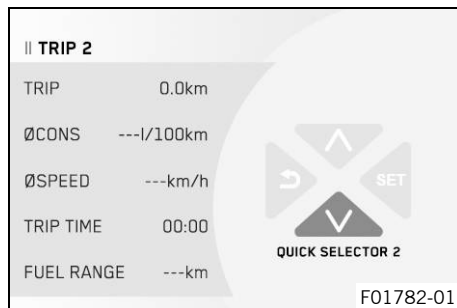 || TRIP 2
TRIP 0.0km
ØCONS ---l/100km
ØSPEED ---km/h
TRIP TIME 00:00
FUEL RANGE ---km
SET
QUICK SELECTOR 2
F01782-01